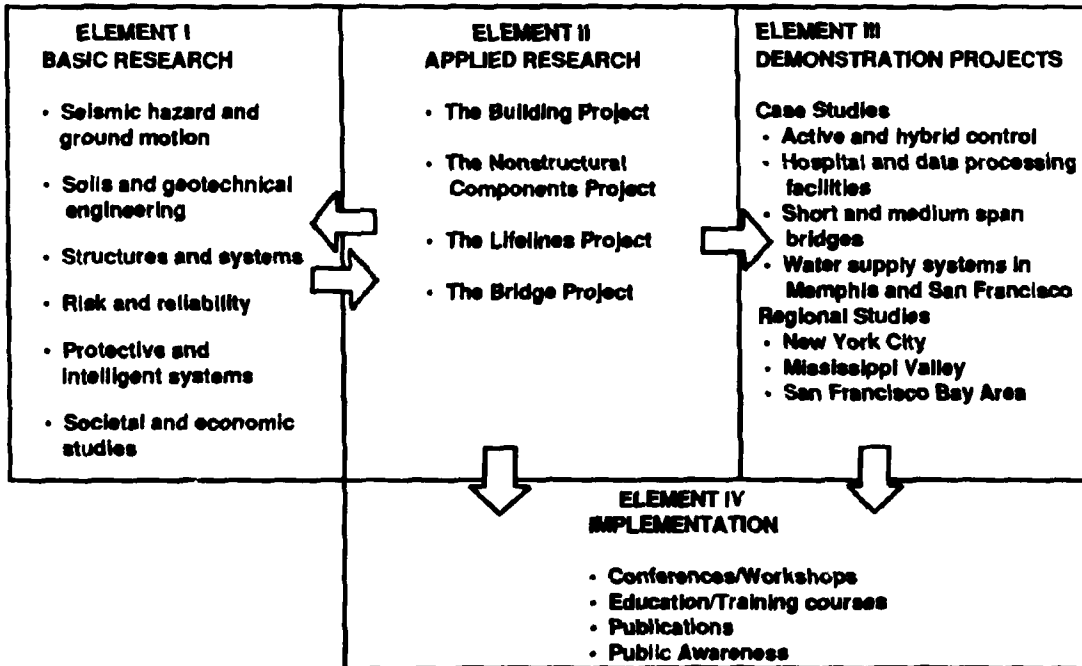 ELEMENT I
BASIC RESEARCH
• Seismic hazard and
ground motion
• Soils and geotechnical
engineering
• Structures and systems
• Risk and reliability
• Protective and
intelligent systems
• Societal and economic
studies
ELEMENT II
APPLIED RESEARCH
• The Building Project
• The Nonstructural
Components Project
• The Lifelines Project
• The Bridge Project
ELEMENT III
DEMONSTRATION PROJECTS
Case Studies
• Active and hybrid control
• Hospital and data processing
facilities
• Short and medium span
bridges
• Water supply systems in
Memphis and San Francisco
Regional Studies
• New York City
• Mississippi Valley
• San Francisco Bay Area
ELEMENT IV
IMPLEMENTATION
• Conferences/Workshops
• Education/Training courses
• Publications
• Public Awareness